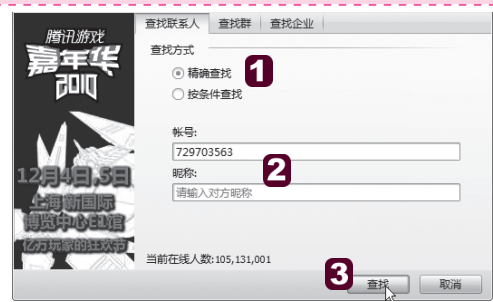 腾讯游戏
嘉年华
2010
12月4日,5日
上海新国际
博览中心E1馆
亿万玩家的狂欢节
查找联系人 查找群 查找企业
查找方式
精确查找
1
按条件查找
帐号:
729703563
2
昵称:
请输入对方昵称
当前在线人数:105,131,001
3
查找 取消